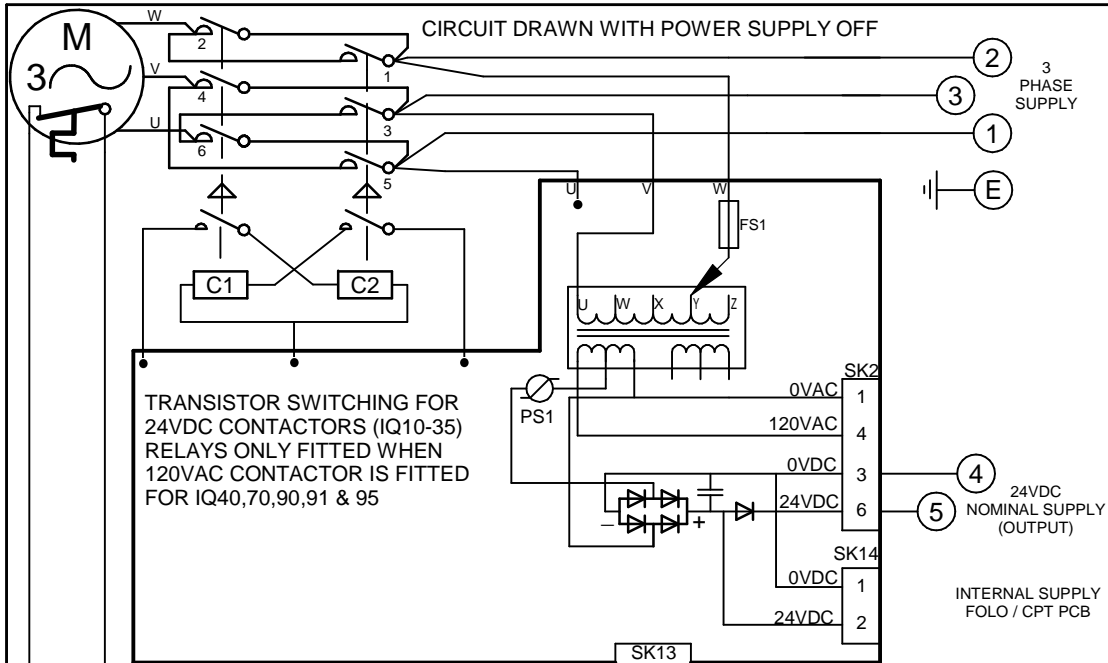 CIRCUIT DRAWN WITH POWER SUPPLY OFF
W
M
3
V
U
2
4
6
1
3
5
2
3
1
E
3
PHASE
SUPPLY
U
V
W
FS1
C1
C2
U
W
X
Y
Z
TRANSISTOR SWITCHING FOR
24VDC CONTACTORS (IQ10-35)
RELAYS ONLY FITTED WHEN
120VAC CONTACTOR IS FITTED
FOR IQ40,70,90,91 & 95
PS1
SK2
0VAC
1
120VAC
4
0VDC
3
24VDC
6
4
5
24VDC
NOMINAL SUPPLY
(OUTPUT)
–
+
SK14
0VDC
1
24VDC
2
INTERNAL SUPPLY
FOLO / CPT PCB
SK13